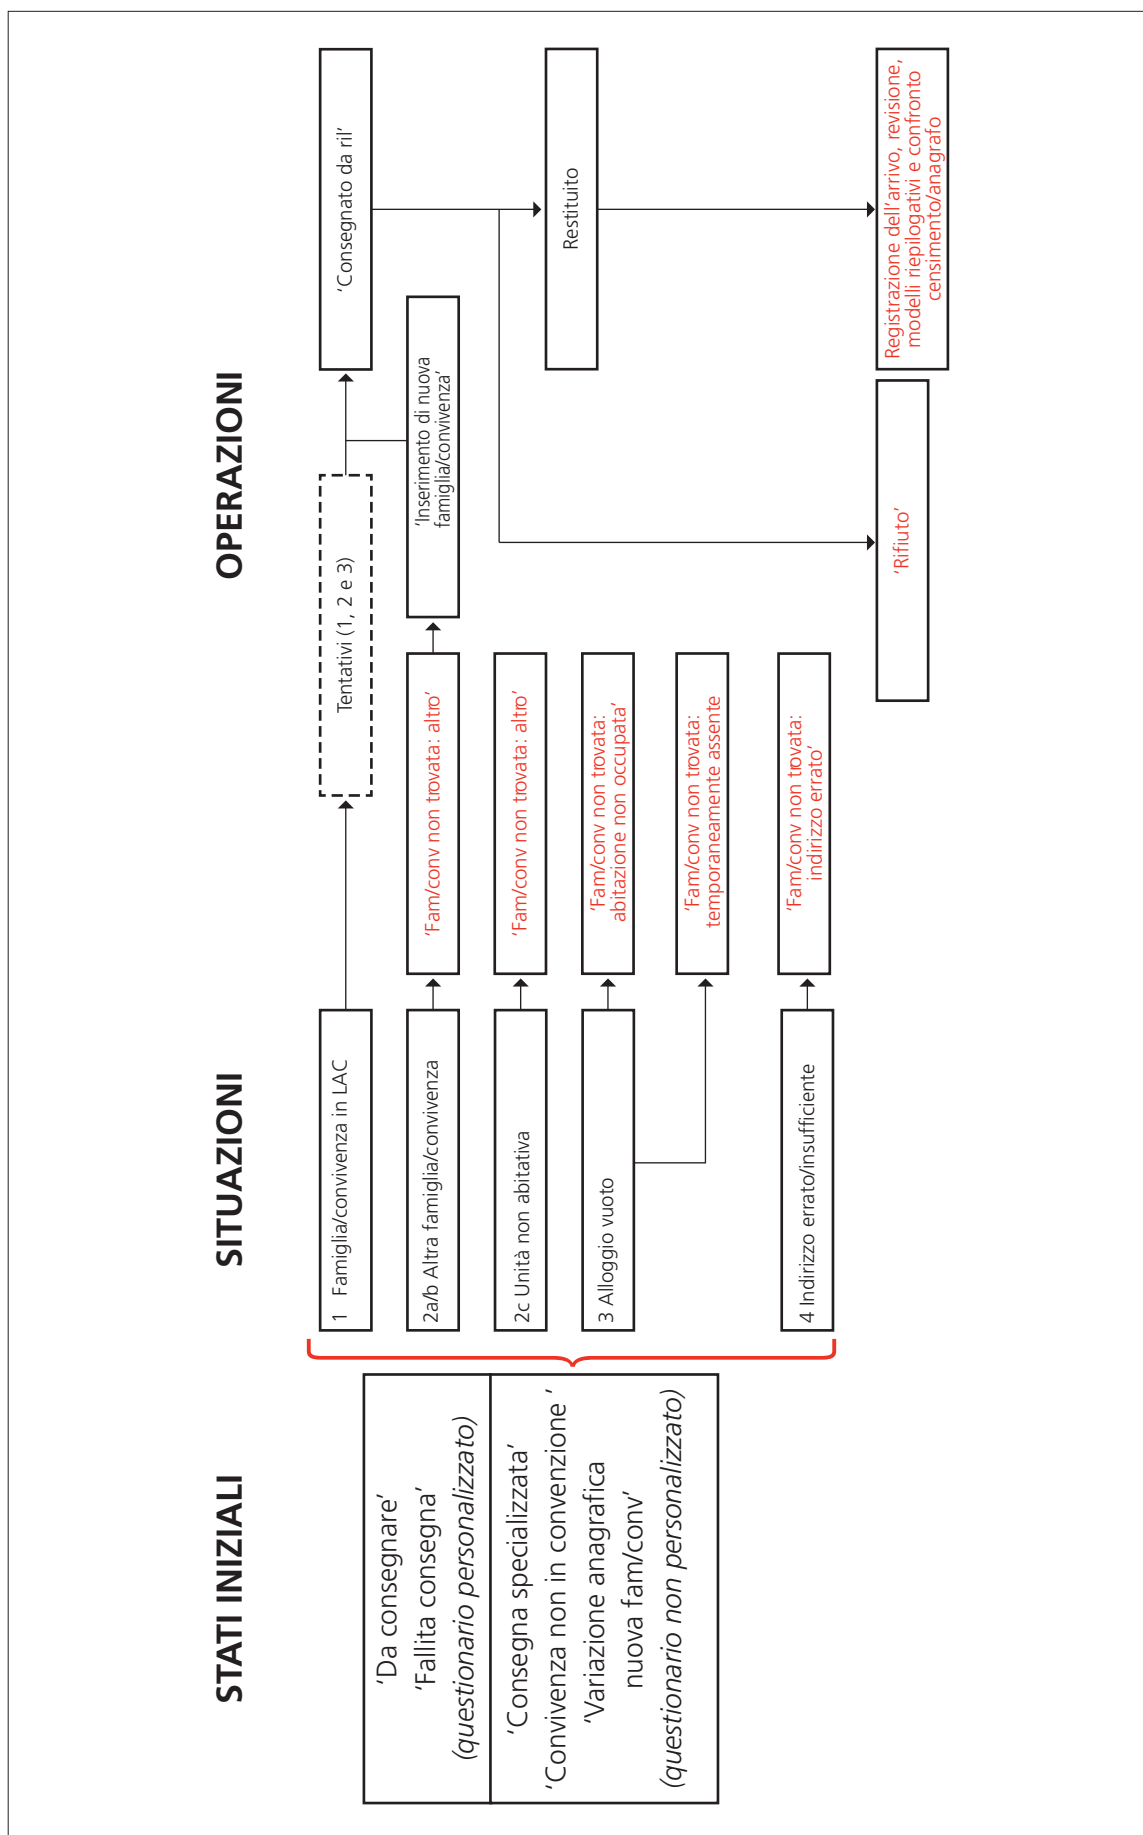 STATI INIZIALI
SITUAZIONI
OPERAZIONI
'Da consegnare'
'Fallita consegna'
(questionario personalizzato)
'Consegna specializzata'
'Convivenza non in convenzione '
'Variazione anagrafica
nuova fam/conv'
(questionario non personalizzato)
1 Famiglia/convivenza in LAC
2a/b Altra famiglia/convivenza
2c Unità non abitativa
3 Alloggio vuoto
4 Indirizzo errato/insufficiente
'Fam/conv non trovata: altro'
'Fam/conv non trovata: altro'
'Fam/conv non trovata:
abitazione non occupata'
'Fam/conv non trovata:
temporaneamente assente
'Fam/conv non trovata:
indirizzo errato'
Tentativi (1, 2 e 3)
'Inserimento di nuova
famiglia/convivenza'
'Consegnato da ril'
Restituito
'Rifiuto'
Registrazione dell'arrivo, revisione,
modelli riepilogativi e confronto
censimento/anagrafo